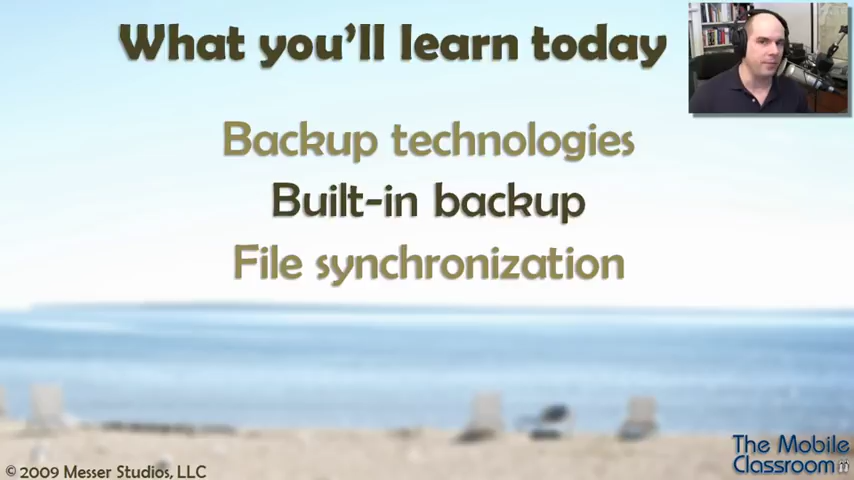 What you'll learn today
Backup technologies
Built-in backup
File synchronization
The Mobile
Classroom
© 2009 Messer Studios, LLC